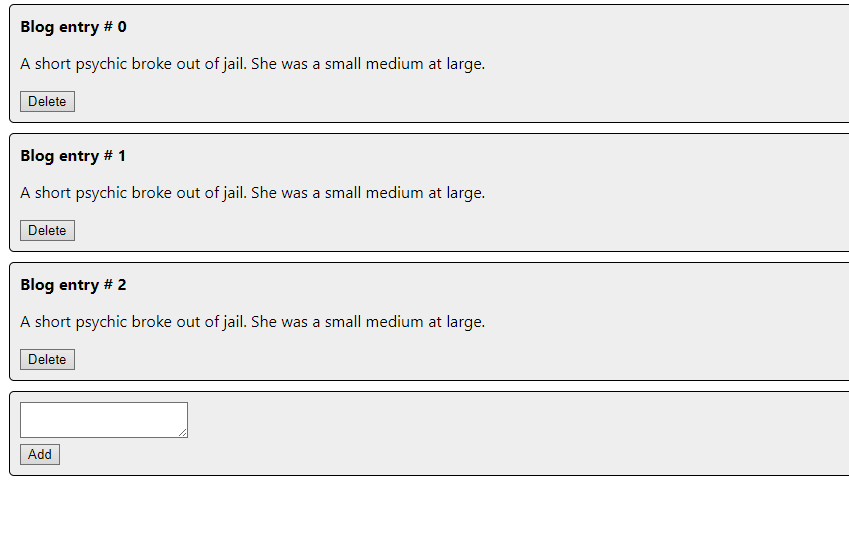 Blog entry # 0
A short psychic broke out of jail. She was a small medium at large.
Delete
Blog entry # 1
A short psychic broke out of jail. She was a small medium at large.
Delete
Blog entry # 2
A short psychic broke out of jail. She was a small medium at large.
Delete
Add